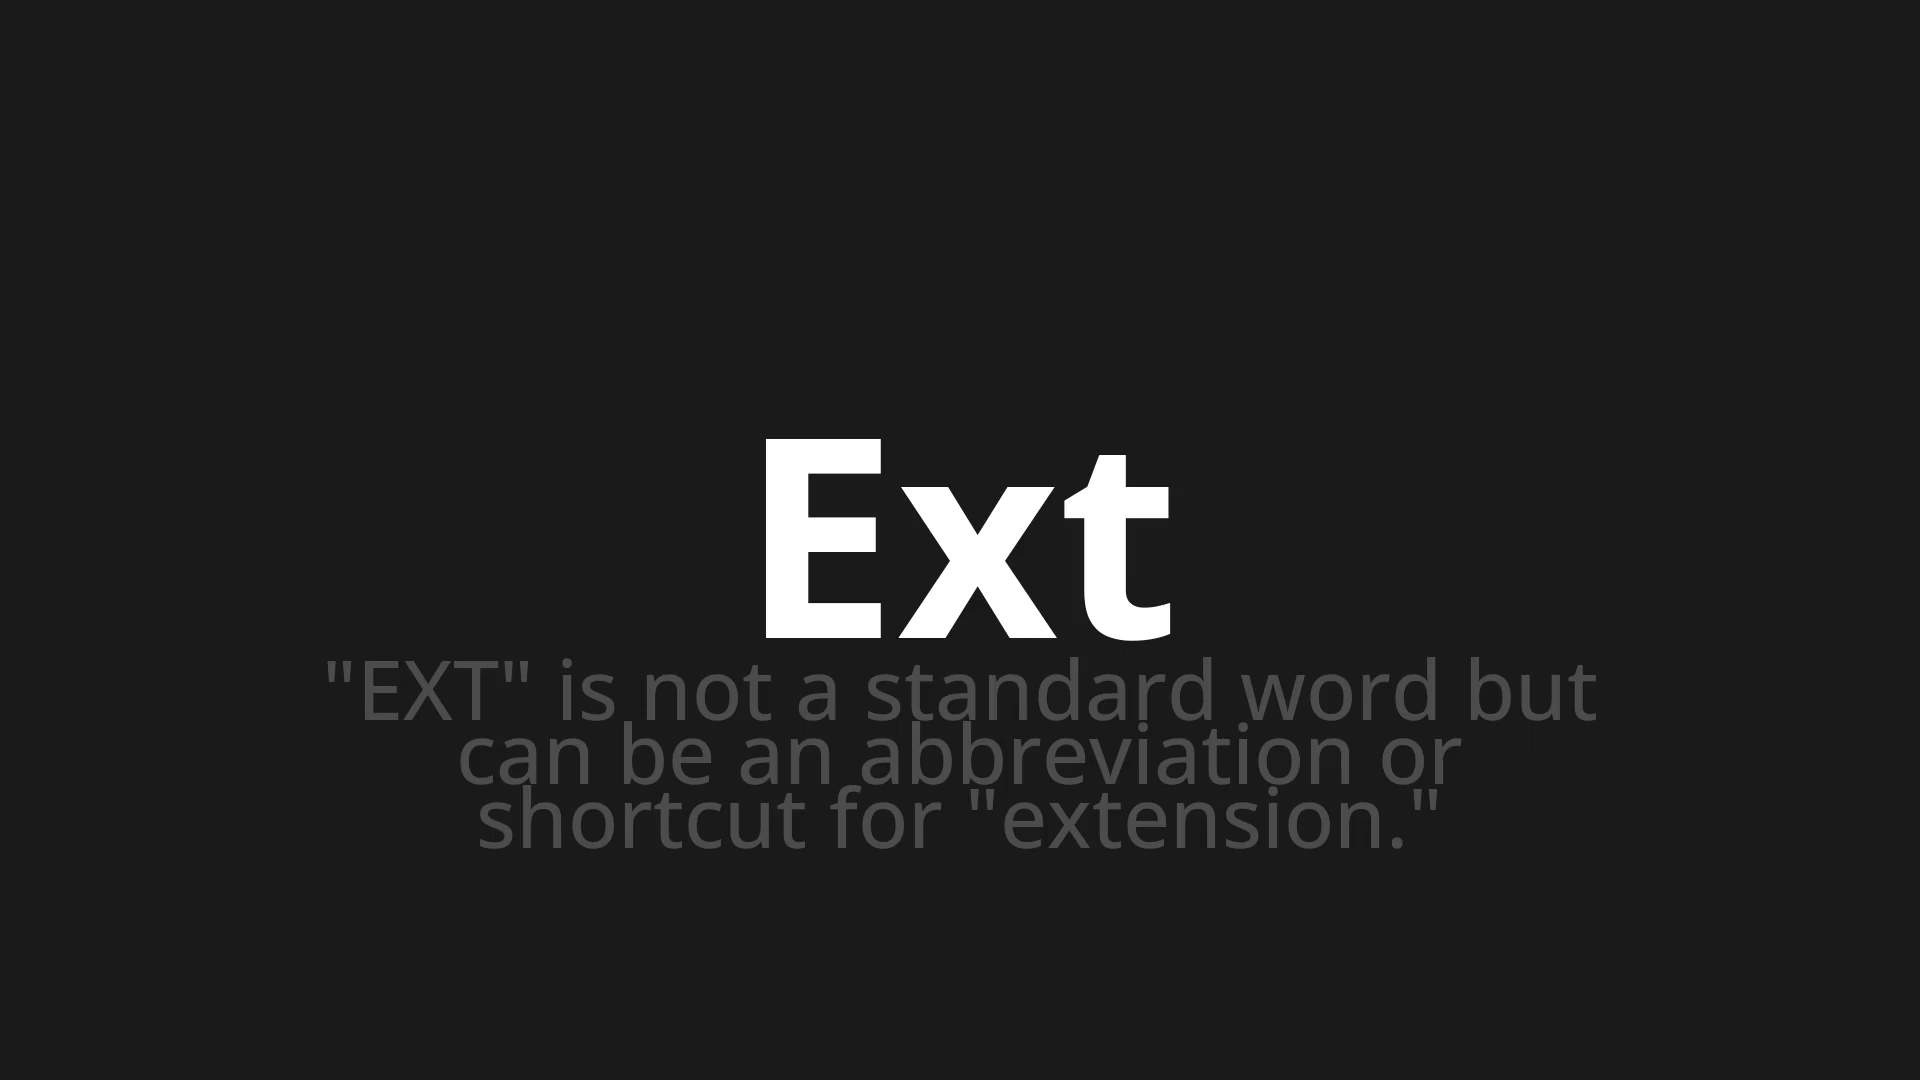 Ext
"EXT" is not a standard word but
can be an abbreviation or
shortcut for "extension."